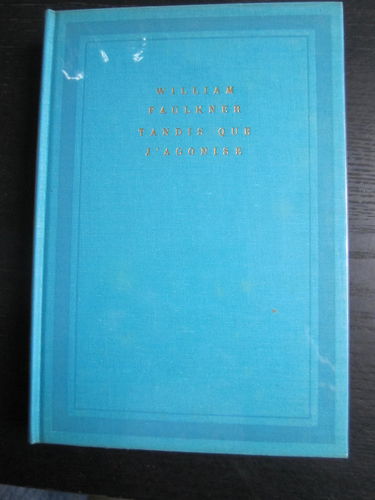 WILLIAM
FAULKNER
TANDIS QUE
J'AGONISE